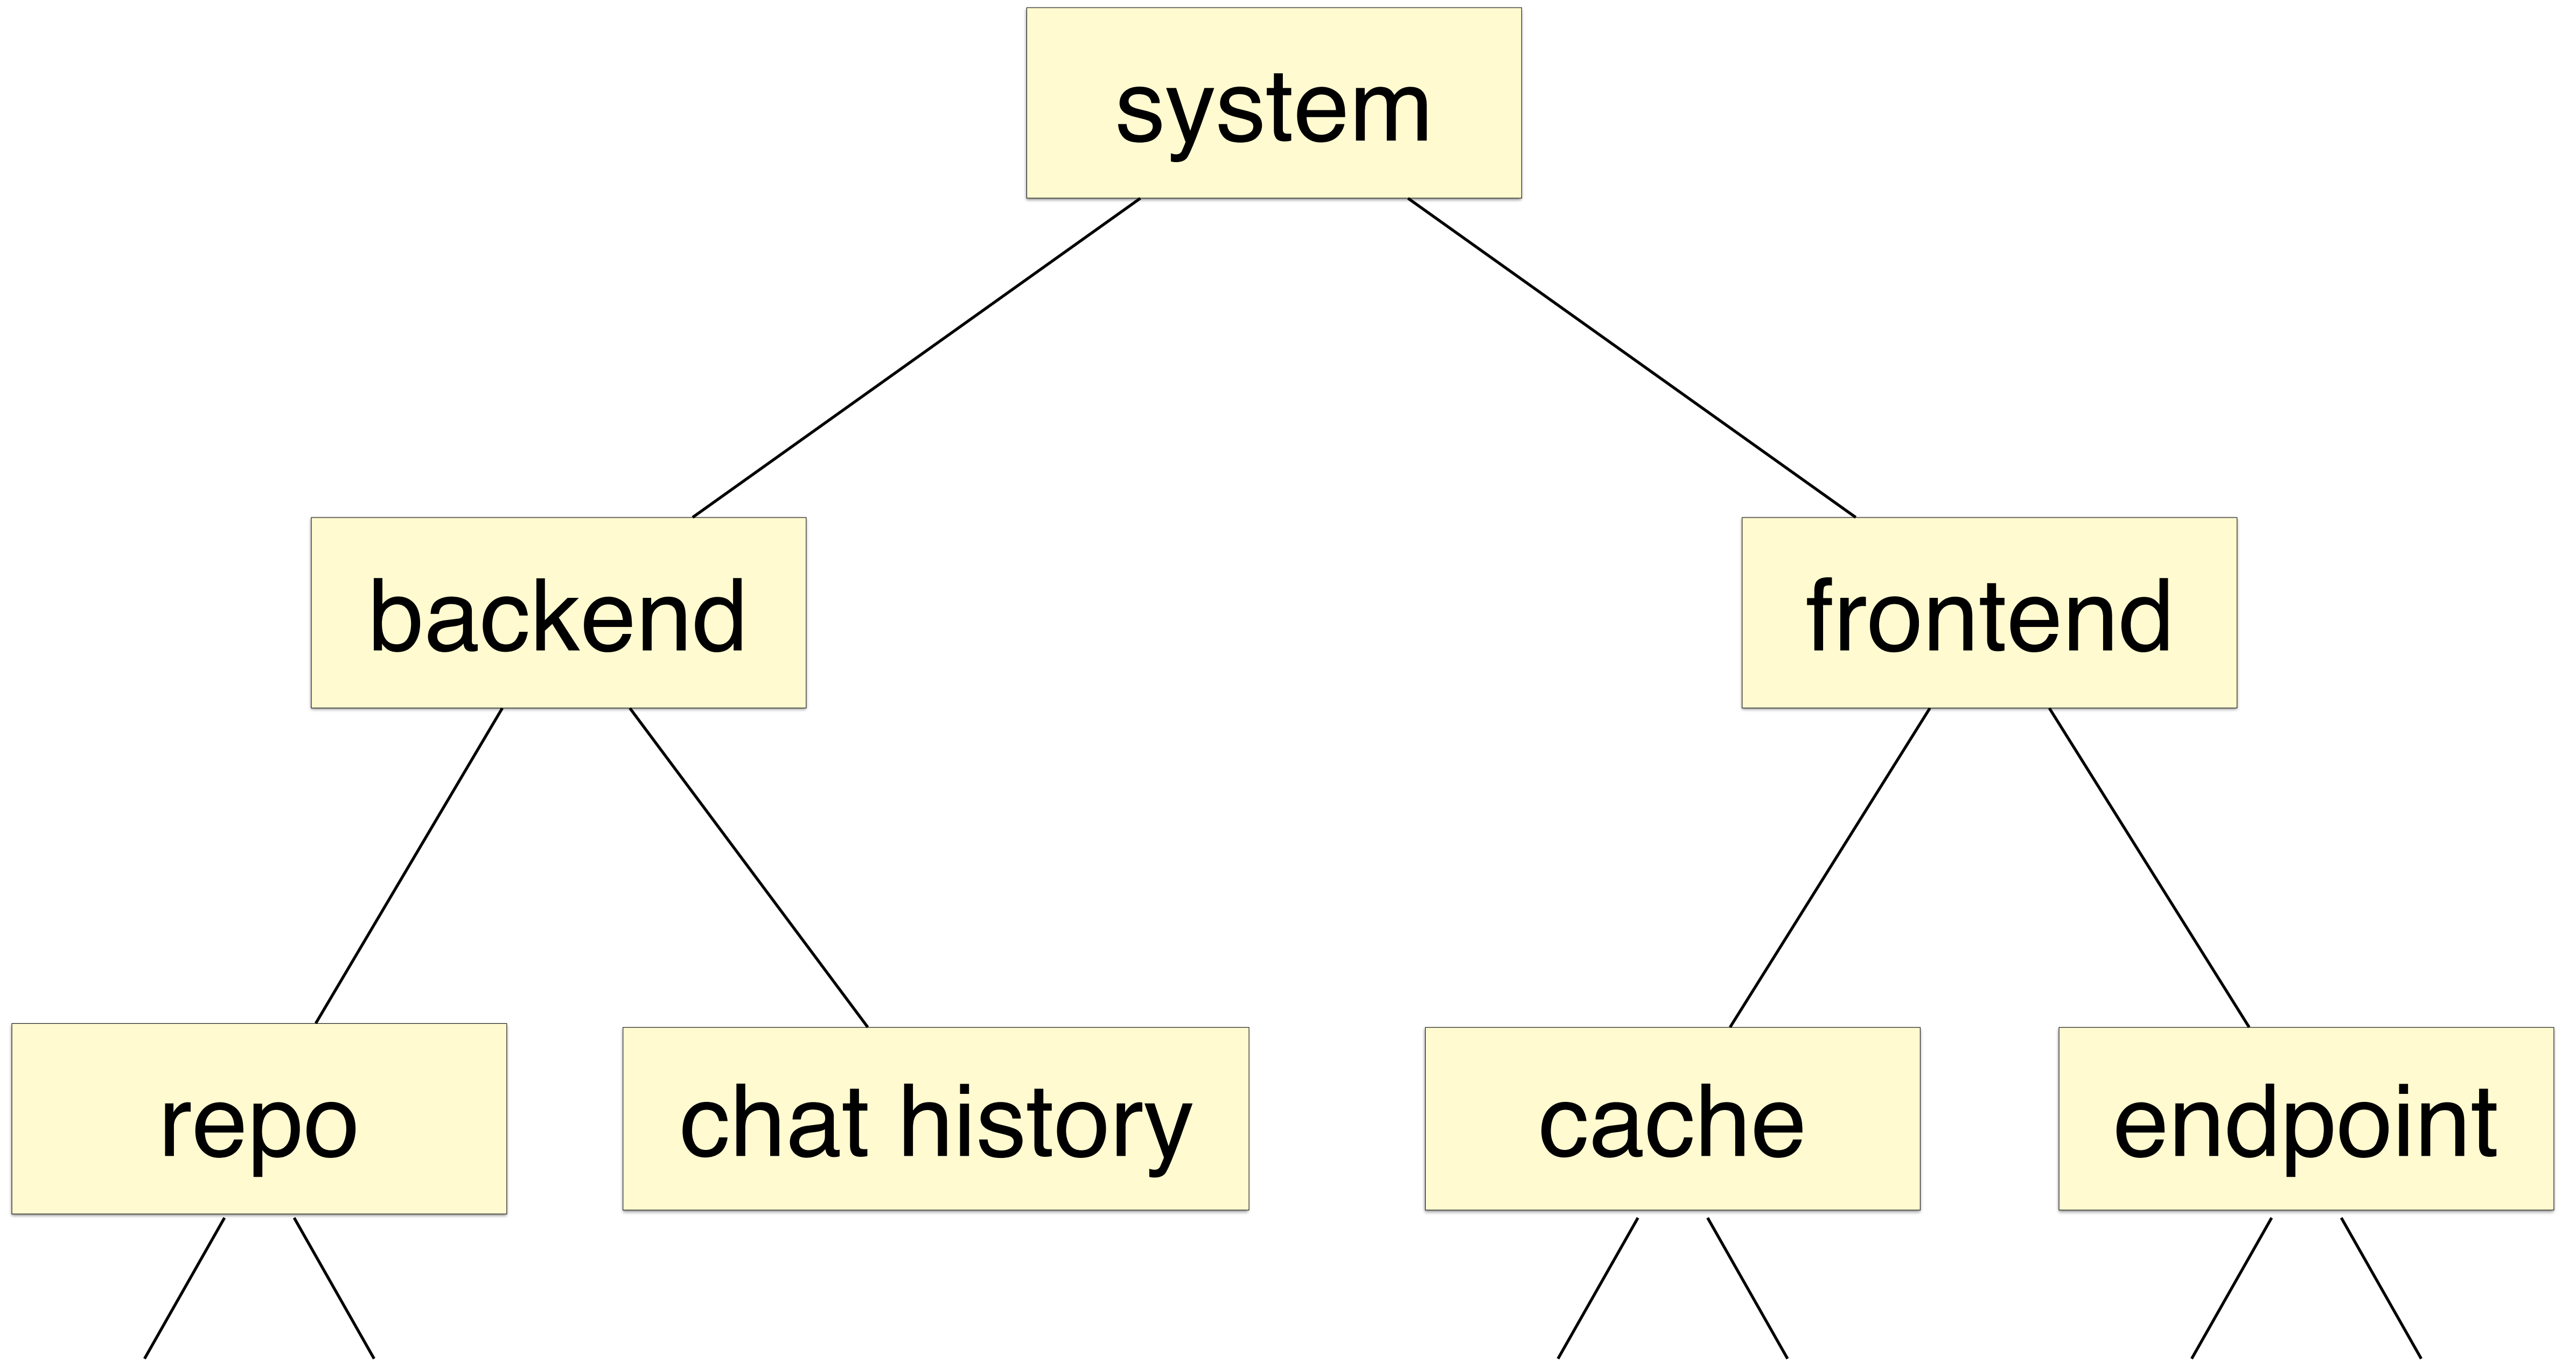 system
backend
frontend
repo
chat history
cache
endpoint